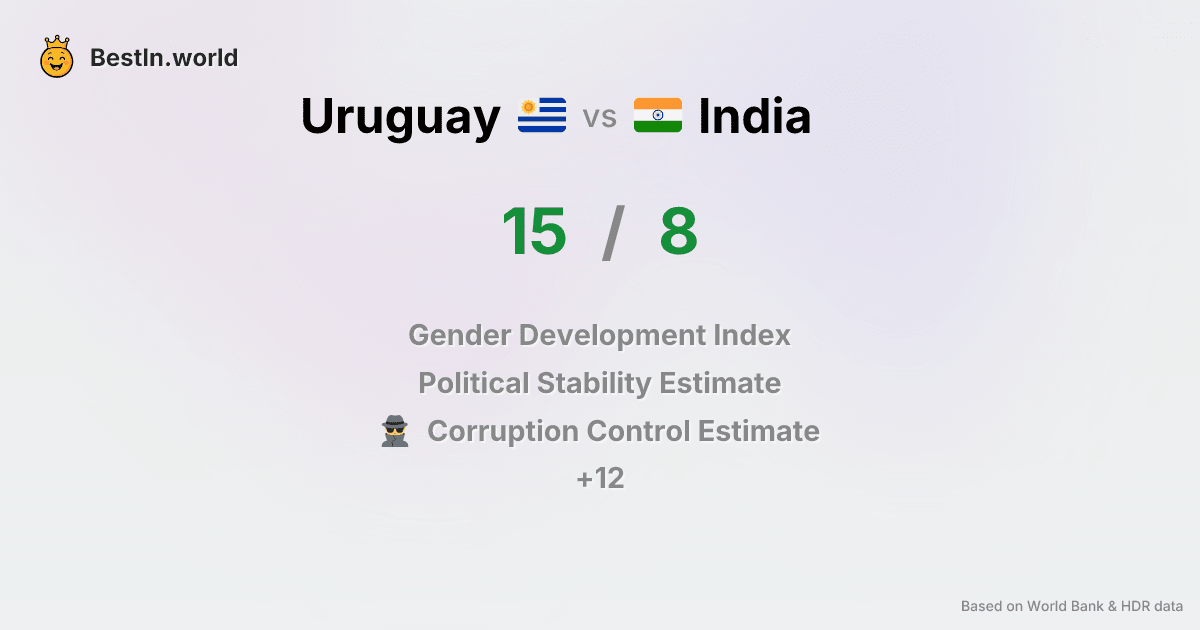 BestIn.world
Uruguay vs India
15 / 8
Gender Development Index
Political Stability Estimate
Corruption Control Estimate
+12
Based on World Bank & HDR data